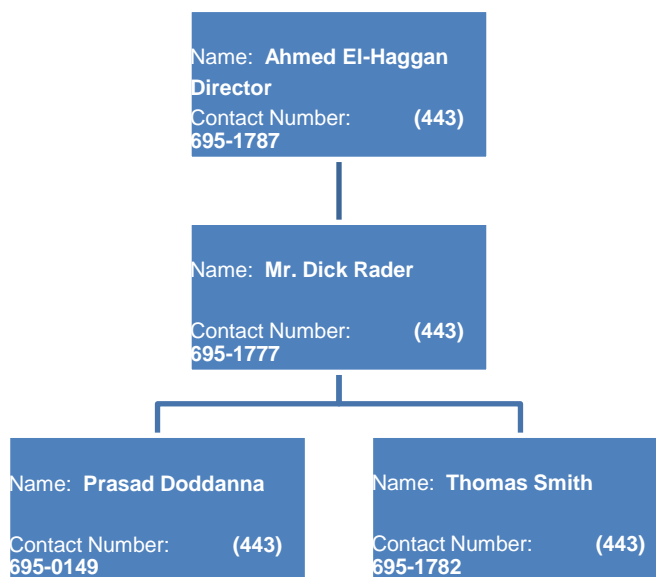 Name: Ahmed El-Haggan
Director
Contact Number: (443)
695-1787
Name: Mr. Dick Rader
Contact Number: (443)
695-1777
Name: Prasad Doddanna
Contact Number: (443)
695-0149
Name: Thomas Smith
Contact Number: (443)
695-1782